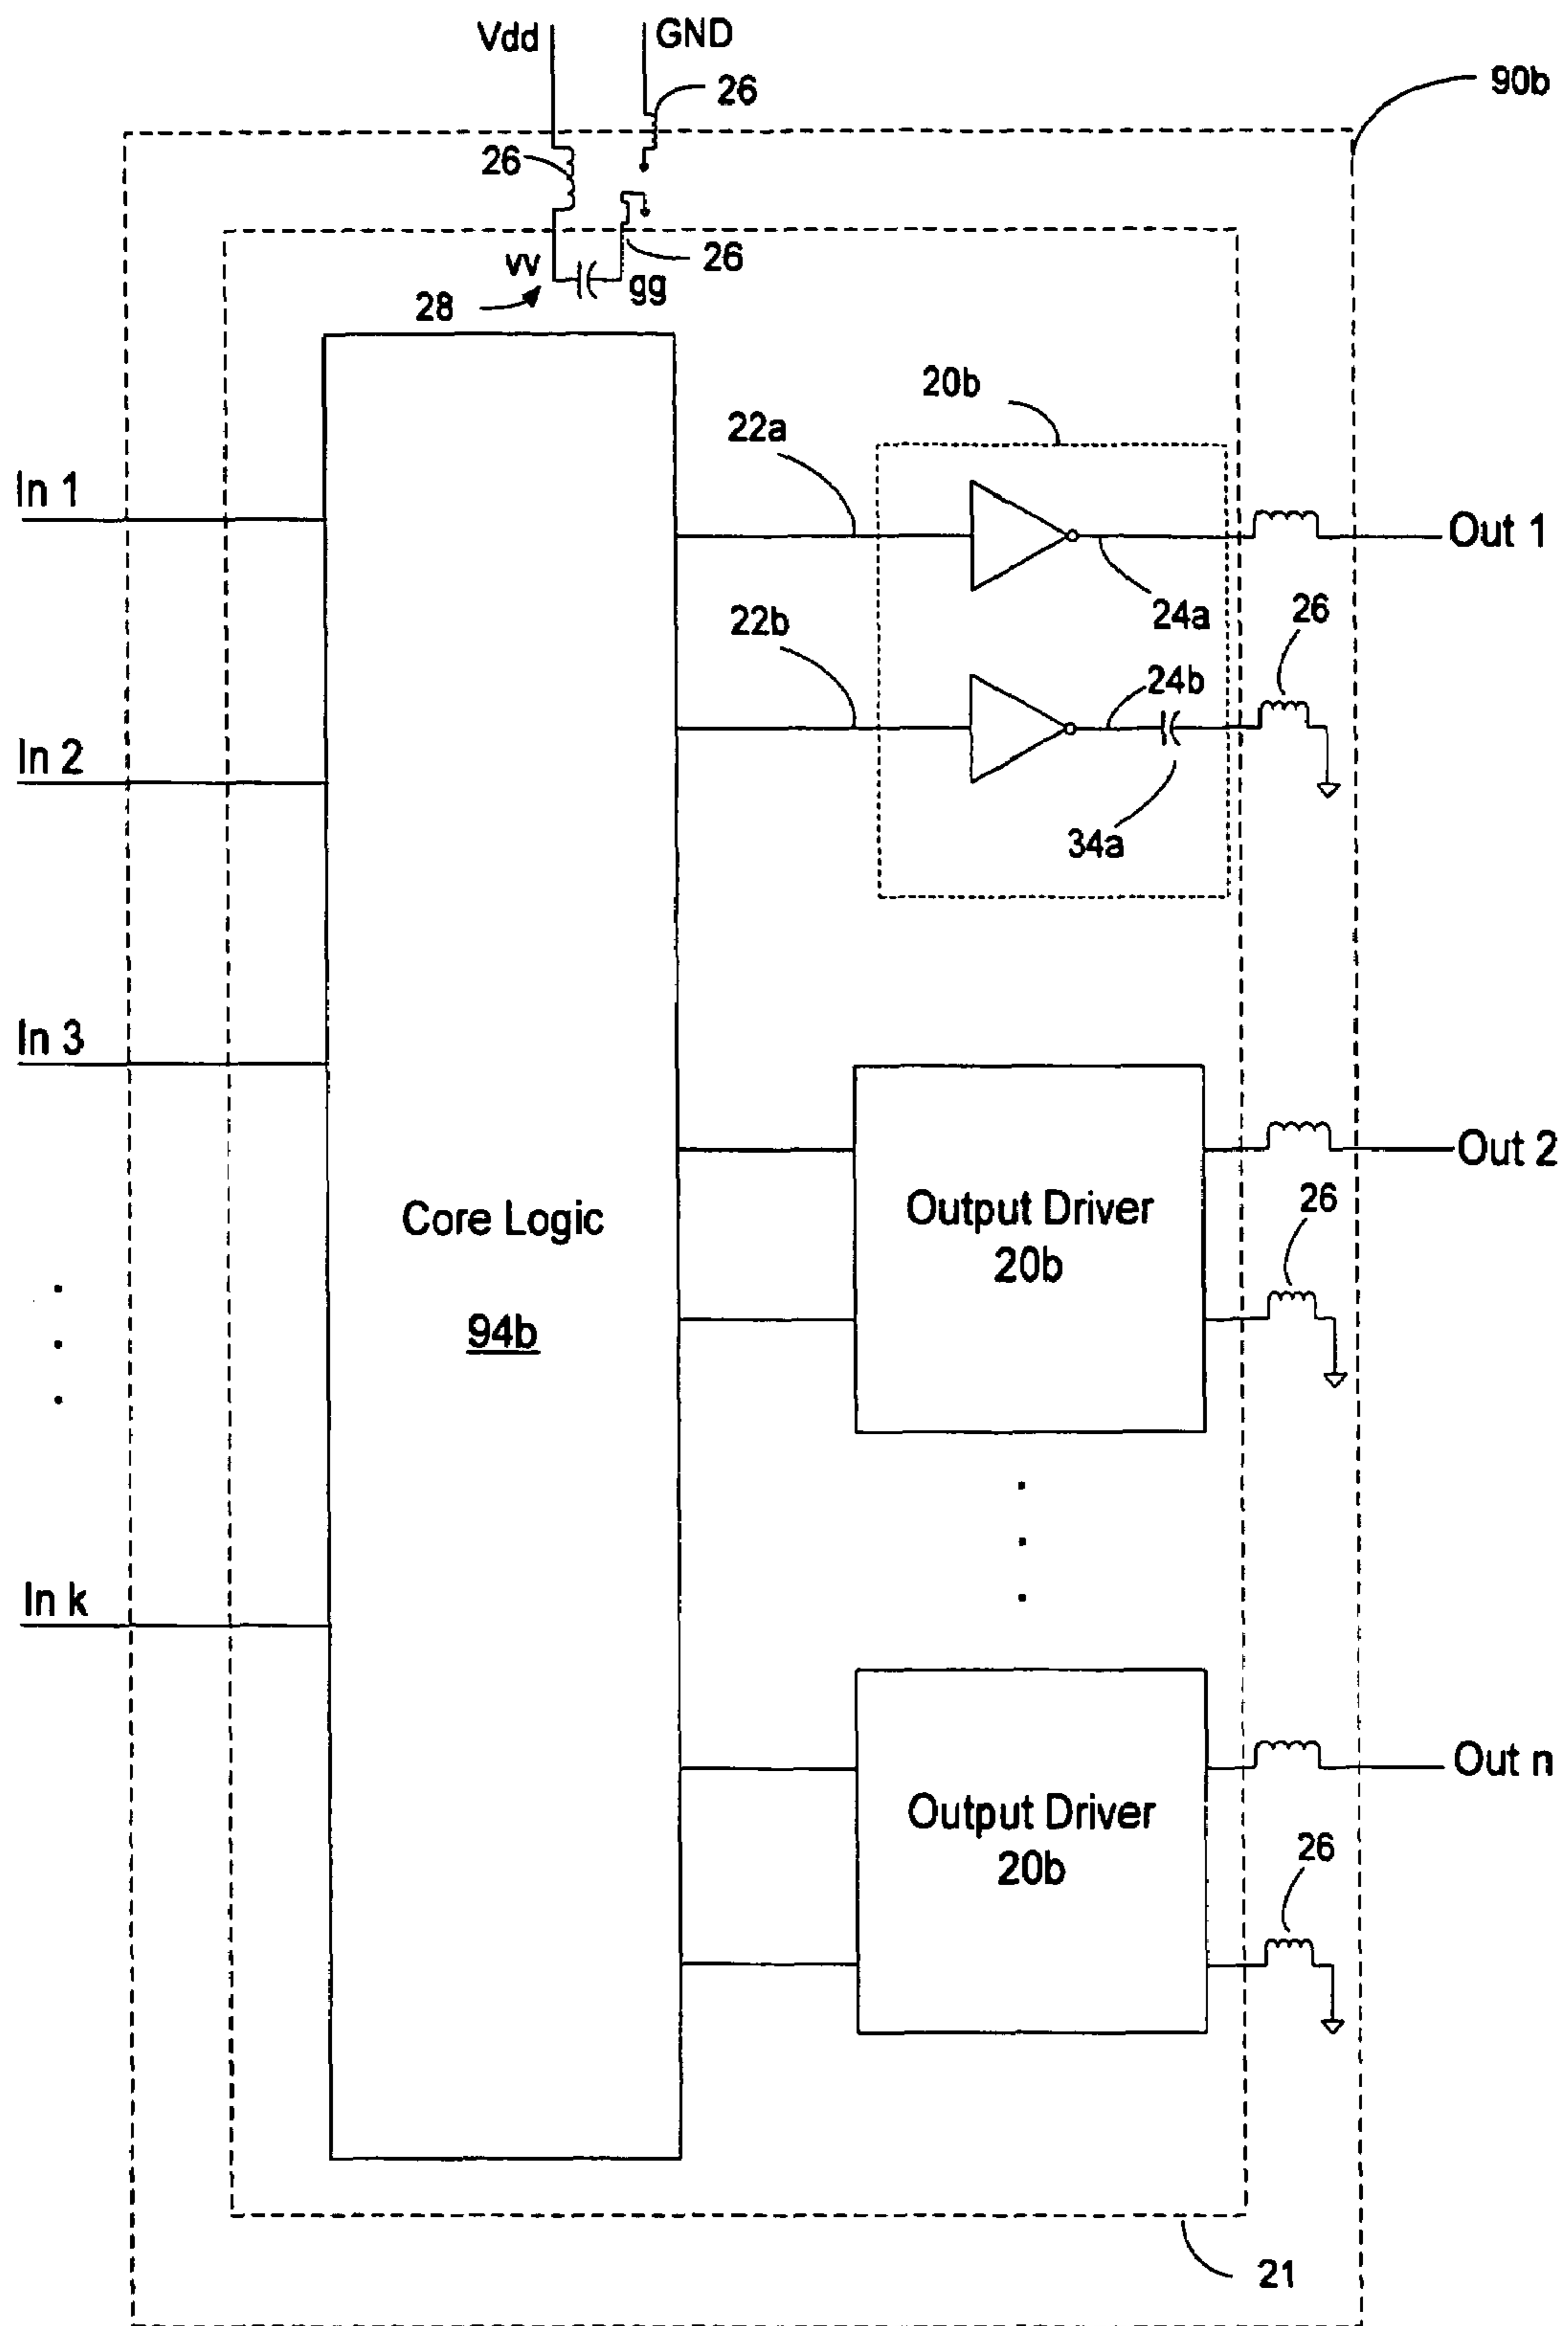 Vdd
GND
26
90b
26
26
vv
gg
28
20b
22a
In 1
Out 1
24a
26
22b
24b
In 2
34a
In 3
Out 2
26
Output Driver
20b
Core Logic
94b
In k
Out n
Output Driver
20b
26
21